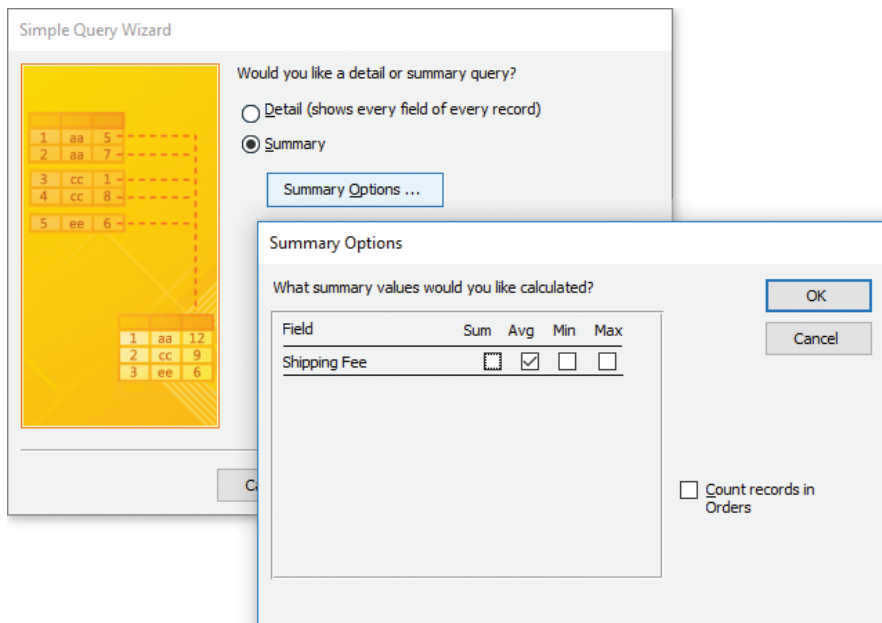 Simple Query Wizard
Would you like a detail or summary query?
Detail (shows every field of every record)
Summary
Summary Options ...
1 aa 5
2 aa 7
3 cc 1
4 cc 8
5 ee 6
1 aa 12
2 cc 9
3 ee 6
Summary Options
What summary values would you like calculated?
Field Sum Avg Min Max
Shipping Fee
OK
Cancel
Count records in
Orders